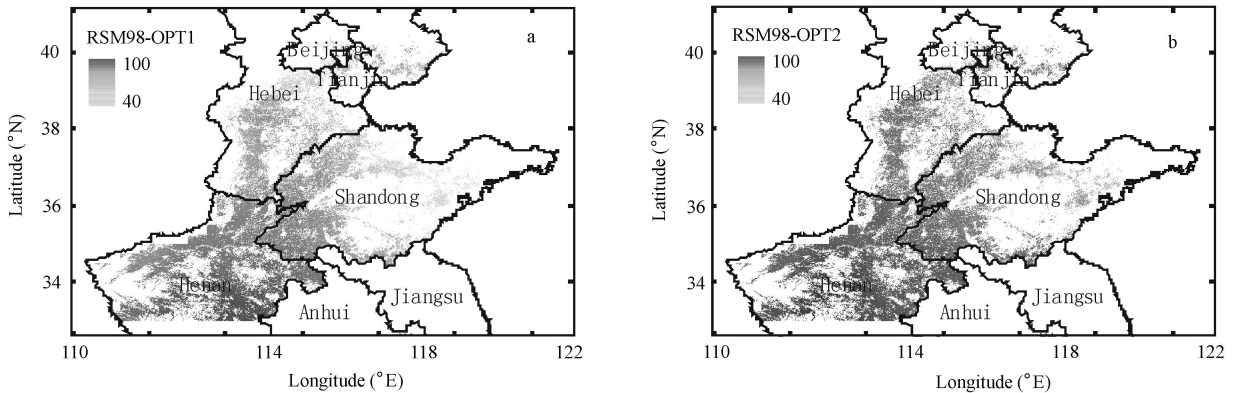 RSM98-OPT1
100
40
a
Beijing
Tianjin
Hebei
Shandong
Henan
Anhui
Jiangsu
40
38
36
34
Latitude (°N)
110
114
118
122
Longitude (°E)
RSM98-OPT2
100
40
b
Beijing
Tianjin
Hebei
Shandong
Henan
Anhui
Jiangsu
40
38
36
34
Latitude (°N)
110
114
118
122
Longitude (°E)